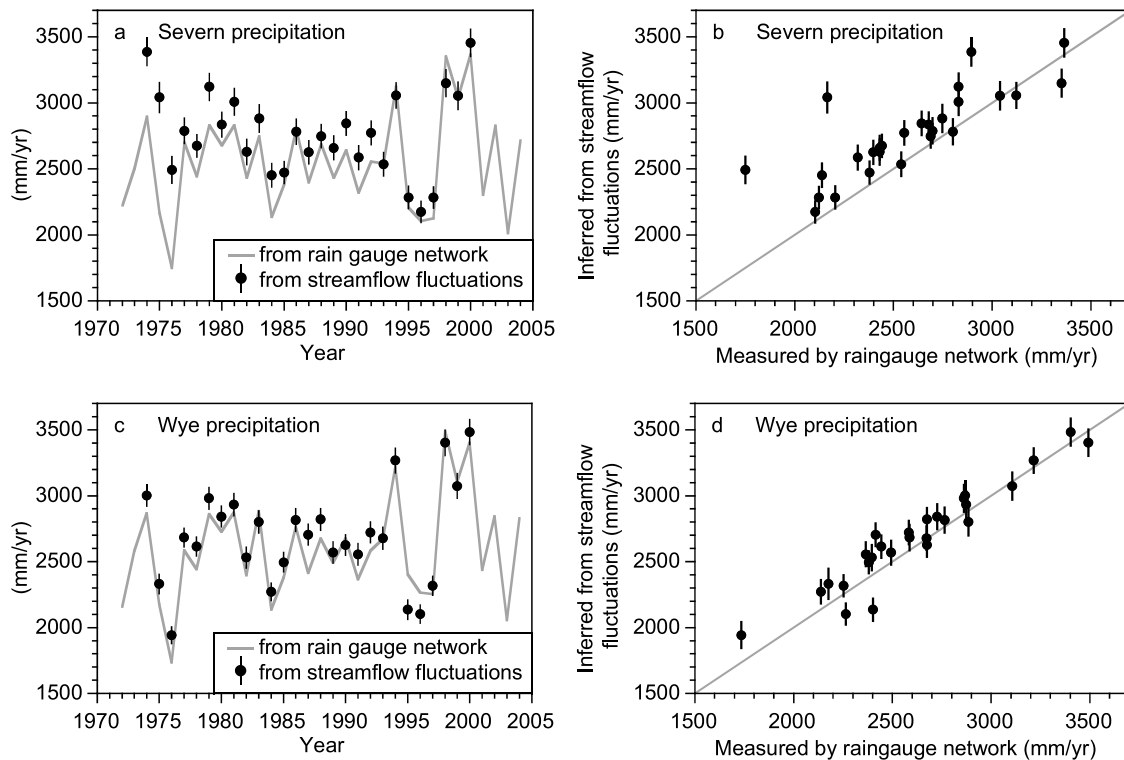 a Severn precipitation
(mm/yr)
3500
3000
2500
2000
1500
from rain gauge network
from streamflow fluctuations
1970 1975 1980 1985 1990 1995 2000 2005
Year
b Severn precipitation
Inferred from streamflow
fluctuations (mm/yr)
3500
3000
2500
2000
1500
1500 2000 2500 3000 3500
Measured by raingauge network (mm/yr)
c Wye precipitation
(mm/yr)
3500
3000
2500
2000
1500
from rain gauge network
from streamflow fluctuations
1970 1975 1980 1985 1990 1995 2000 2005
Year
d Wye precipitation
Inferred from streamflow
fluctuations (mm/yr)
3500
3000
2500
2000
1500
1500 2000 2500 3000 3500
Measured by raingauge network (mm/yr)